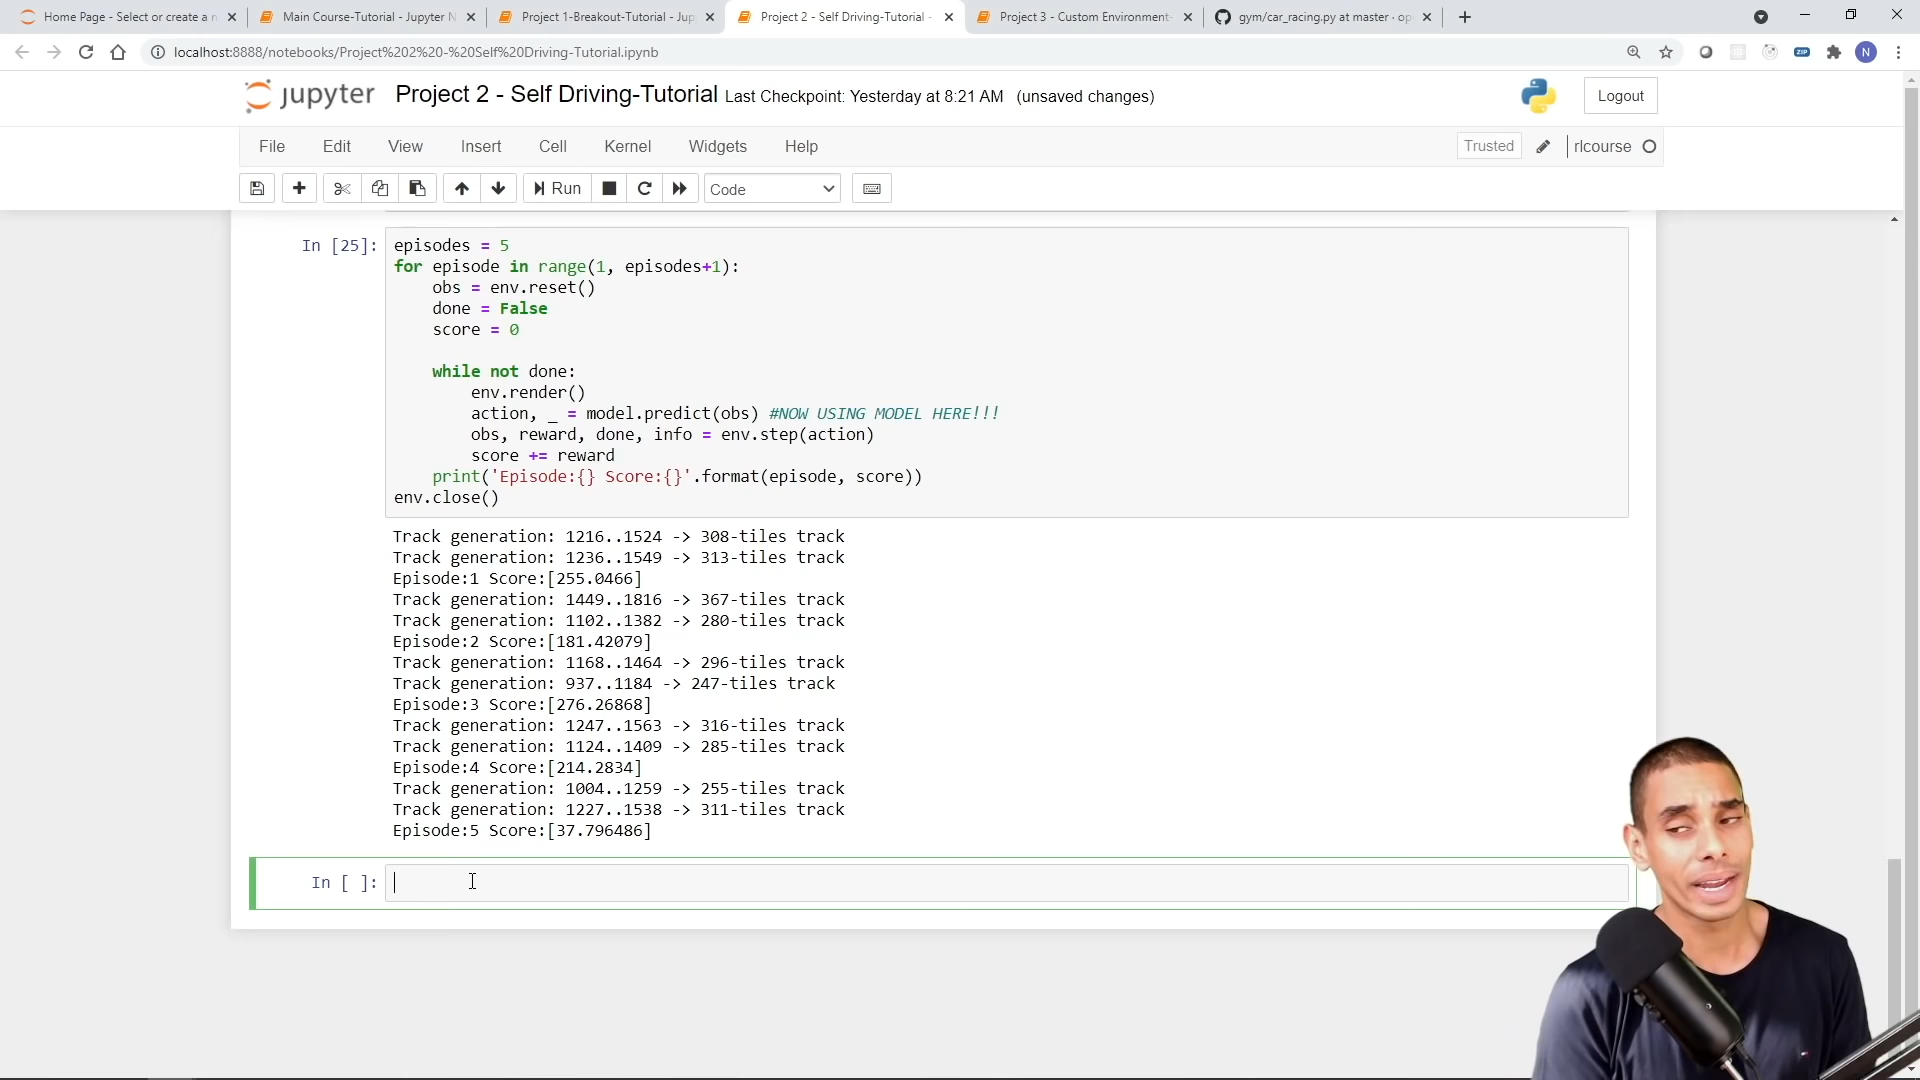 Home Page - Select or create a n
Main Course-Tutorial - Jupyter N
Project 1-Breakout-Tutorial - Jup
Project 2 - Self Driving-Tutorial -
Project 3 - Custom Environment-
gym/car_racing.py at master · op
localhost:8888/notebooks/Project%202%20-%20Self%20Driving-Tutorial.ipynb
ZIP
N
jupyter Project 2 - Self Driving-Tutorial Last Checkpoint: Yesterday at 8:21 AM (unsaved changes)
Logout
File Edit View Insert Cell Kernel Widgets Help
Trusted
rlcourse
Run
Code
In [25]:
episodes = 5
for episode in range(1, episodes+1):
    obs = env.reset()
    done = False
    score = 0
    while not done:
        env.render()
        action, _ = model.predict(obs) #NOW USING MODEL HERE!!!
        obs, reward, done, info = env.step(action)
        score += reward
    print('Episode:{} Score:{}'.format(episode, score))
env.close()
Track generation: 1216..1524 -> 308-tiles track
Track generation: 1236..1549 -> 313-tiles track
Episode:1 Score:[255.0466]
Track generation: 1449..1816 -> 367-tiles track
Track generation: 1102..1382 -> 280-tiles track
Episode:2 Score:[181.42079]
Track generation: 1168..1464 -> 296-tiles track
Track generation: 937..1184 -> 247-tiles track
Episode:3 Score:[276.26868]
Track generation: 1247..1563 -> 316-tiles track
Track generation: 1124..1409 -> 285-tiles track
Episode:4 Score:[214.2834]
Track generation: 1004..1259 -> 255-tiles track
Track generation: 1227..1538 -> 311-tiles track
Episode:5 Score:[37.796486]
In [ ]: